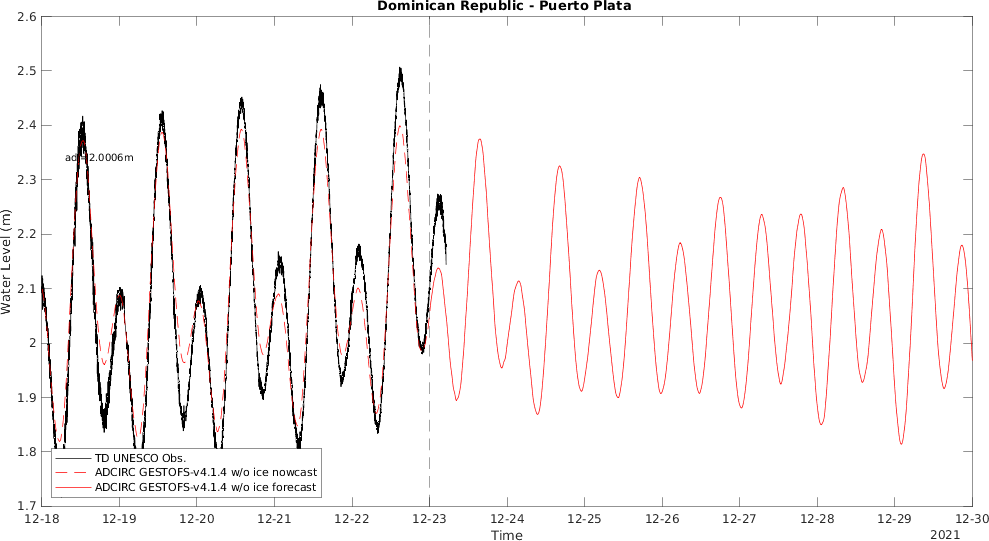 Dominican Republic - Puerto Plata
Water Level (m)
2.6
2.5
2.4
2.3
2.2
2.1
2
1.9
1.8
1.7
2.0006m
TD UNESCO Obs.
ADCIRC GESTOFS-v4.1.4 w/o ice nowcast
ADCIRC GESTOFS-v4.1.4 w/o ice forecast
12-18 12-19 12-20 12-21 12-22 12-23 12-24 12-25 12-26 12-27 12-28 12-29 12-30
Time
2021